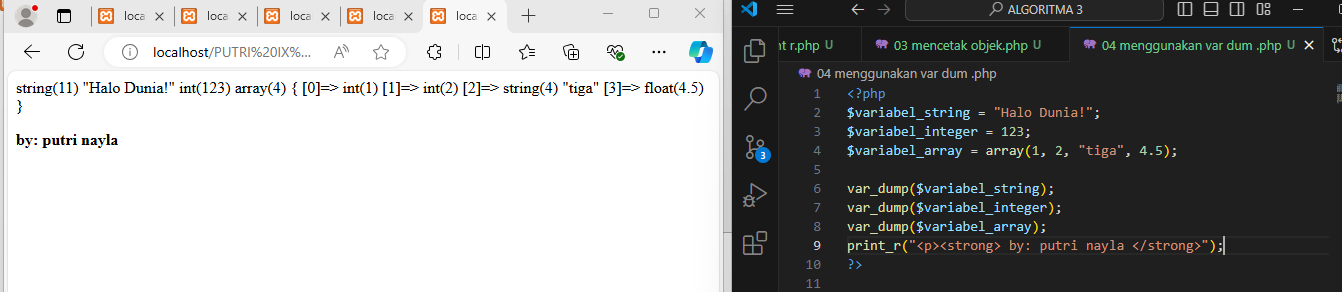 loca
loca
loca
loca
loca
localhost/PUTRI%20IX%...
string(11) "Halo Dunia!" int(123) array(4) { [0]=> int(1) [1]=> int(2) [2]=> string(4) "tiga" [3]=> float(4.5)
}
by: putri nayla
ALGORITMA 3
nt r.php U
03 mencetak objek.php U
04 menggunakan var dum .php U
04 menggunakan var dum .php
1 <?php
2 $variabel_string = "Halo Dunia!";
3 $variabel_integer = 123;
4 $variabel_array = array(1, 2, "tiga", 4.5);
5
6 var_dump($variabel_string);
7 var_dump($variabel_integer);
8 var_dump($variabel_array);
9 print_r("<p><strong> by: putri nayla </strong>");
10 ?>
11
3